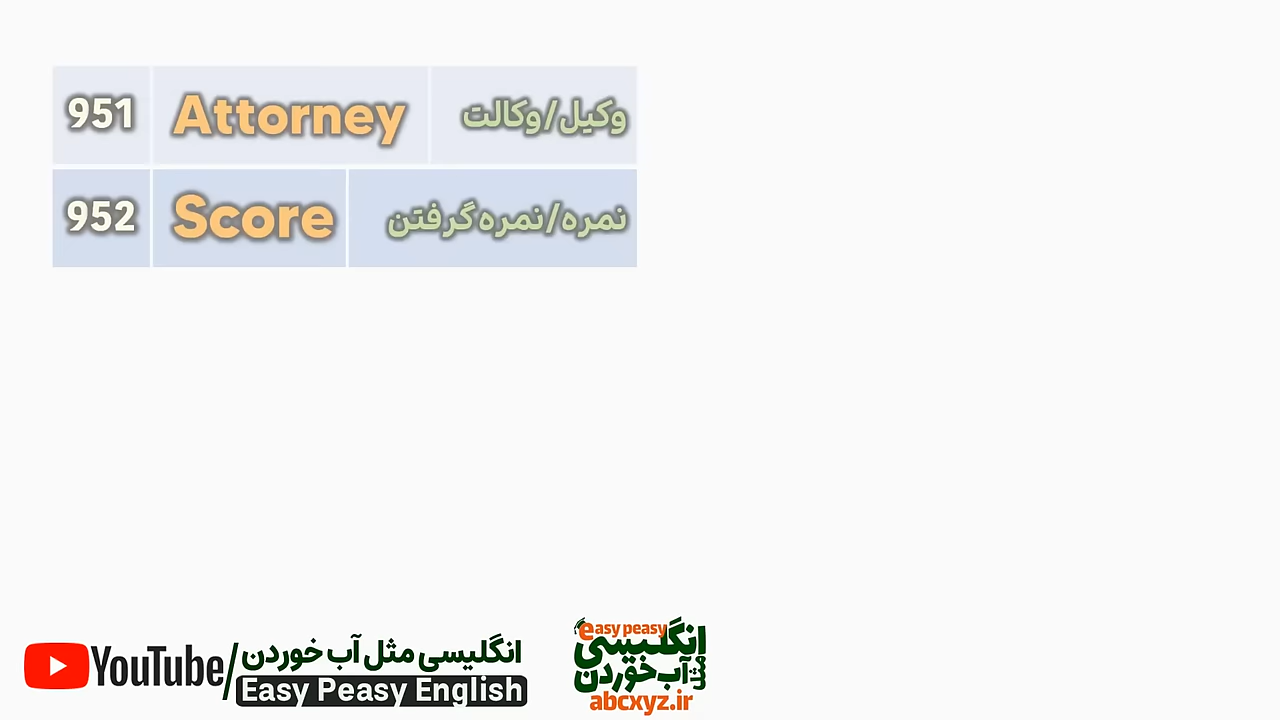 951 Attorney وکیل/وکالت
952 Score نمره/نمره گرفتن
YouTube/انگلیسی مثل آب خوردن
Easy Peasy English
easy peasy
انگلیسی
مثل آب خوردن
abcxyz.ir